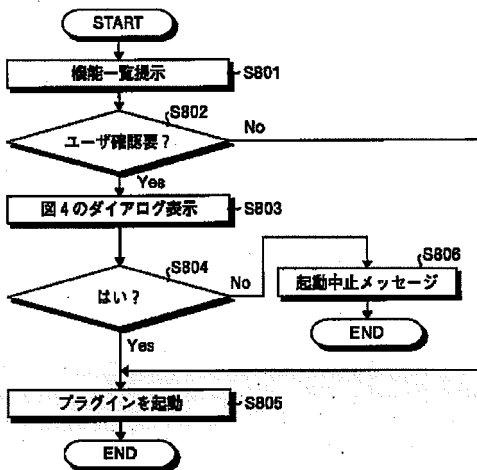 START
機能一覧提示
S801
S802
ユーザ確認要?
No
Yes
図4のダイアログ表示
S803
S804
はい?
No
S806
起動中止メッセージ
END
Yes
プラグインを起動
S805
END